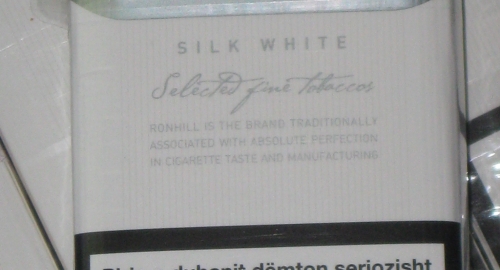 SILK WHITE
Selected fine tobaccos
RONHILL IS THE BRAND TRADITIONALLY
ASSOCIATED WITH ABSOLUTE PERFECTION
IN CIGARETTE TASTE AND MANUFACTURING
duhanit dëmton seriozisht